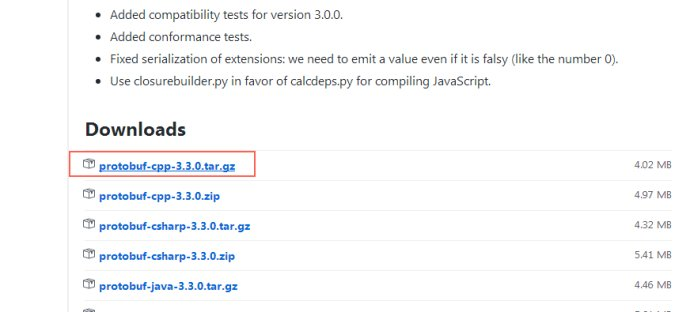 Added compatibility tests for version 3.0.0.
Added conformance tests.
Fixed serialization of extensions: we need to emit a value even if it is falsy (like the number 0).
Use closurebuilder.py in favor of calcdeps.py for compiling JavaScript.
Downloads
protobuf-cpp-3.3.0.tar.gz 4.02 MB
protobuf-cpp-3.3.0.zip 4.97 MB
protobuf-csharp-3.3.0.tar.gz 4.32 MB
protobuf-csharp-3.3.0.zip 5.41 MB
protobuf-java-3.3.0.tar.gz 4.46 MB